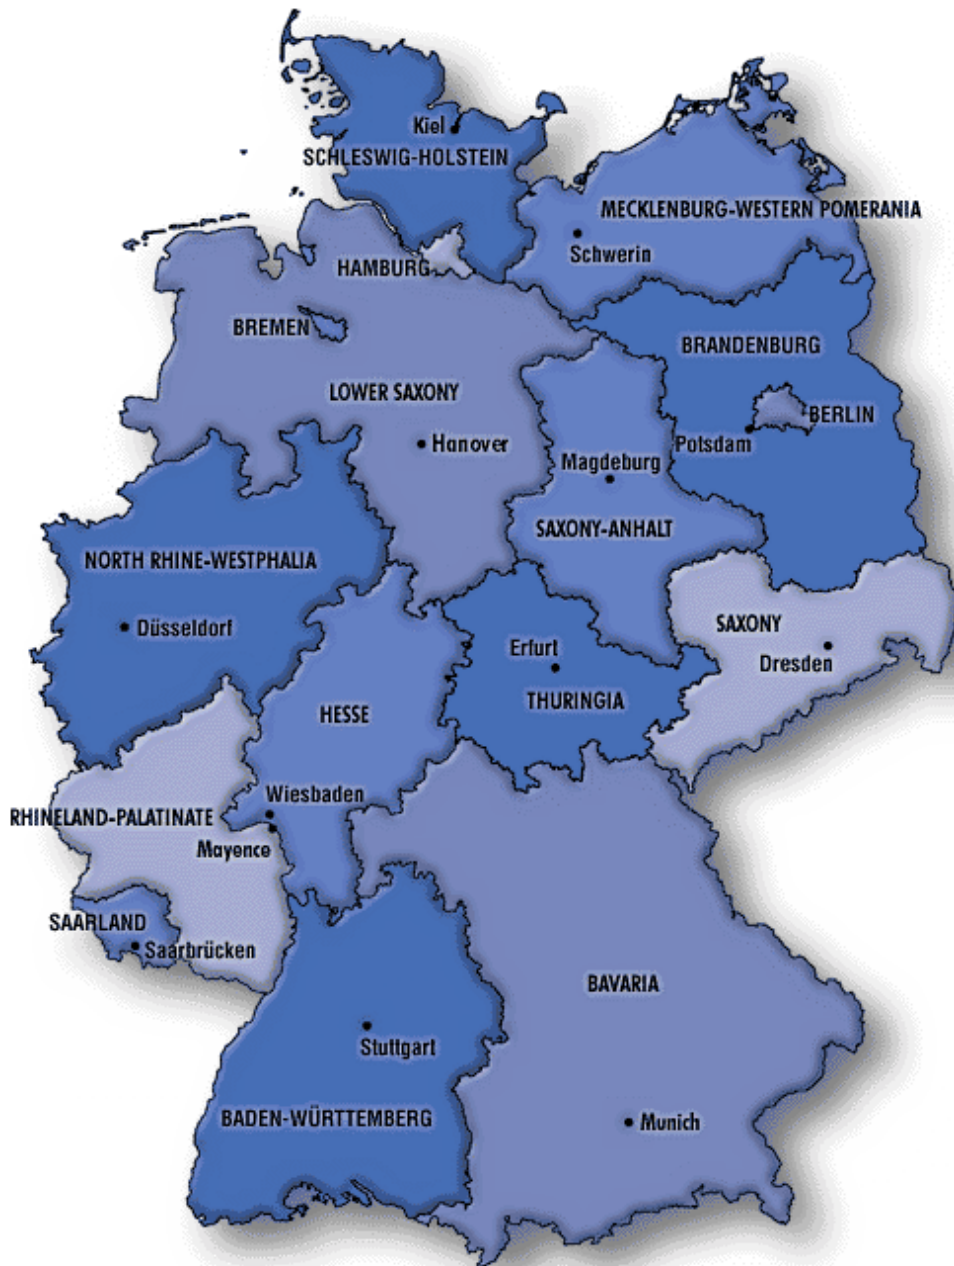 Kiel
SCHLESWIG-HOLSTEIN
MECKLENBURG-WESTERN POMERANIA
Schwerin
HAMBURG
BREMEN
BRANDENBURG
LOWER SAXONY
BERLIN
Hanover
Potsdam
Magdeburg
SAXONY-ANHALT
NORTH RHINE-WESTPHALIA
Düsseldorf
SAXONY
Erfurt
Dresden
THURINGIA
HESSE
Wiesbaden
RHINELAND-PALATINATE
Mayence
SAARLAND
Saarbrücken
BAVARIA
Stuttgart
BADEN-WÜRTTEMBERG
Munich